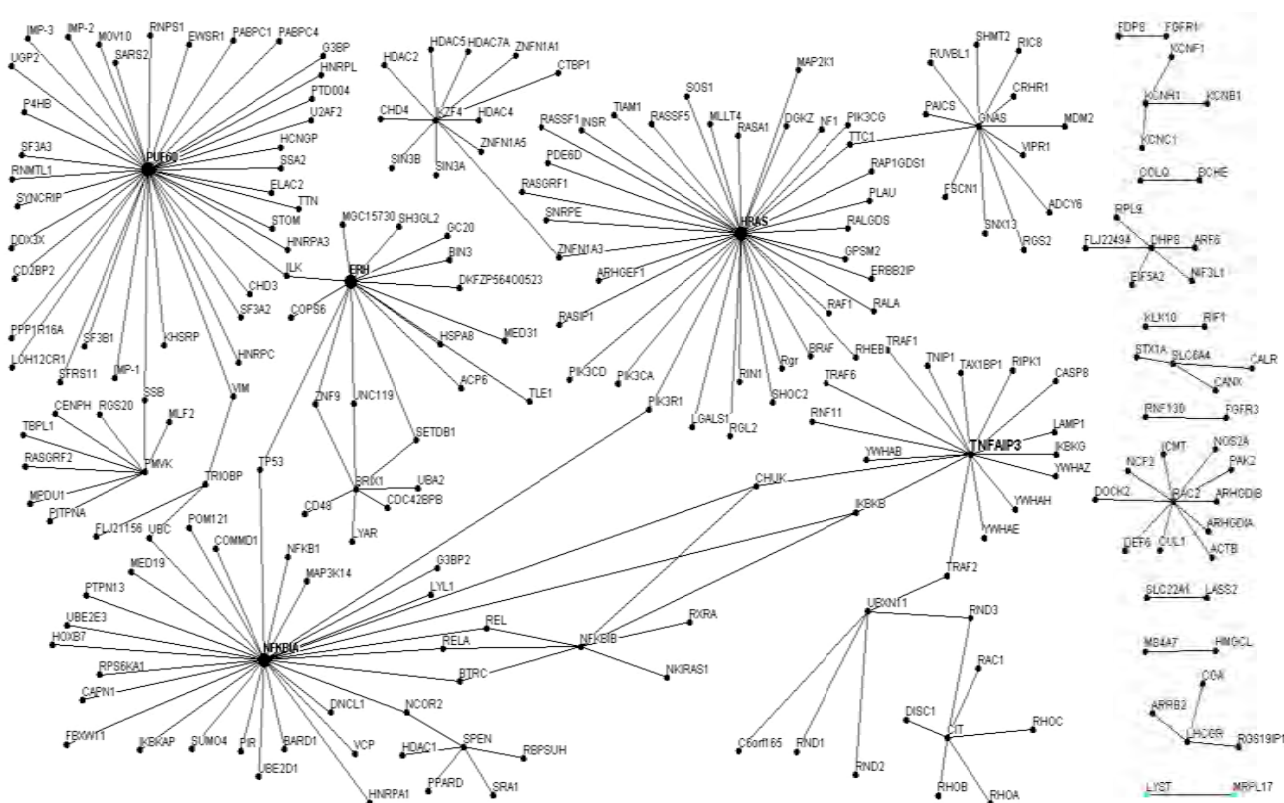 IMP-3
IMP-2
MOV10
RNPS1
EWSR1
PABPC1
PABPC4
G3BP
UGP2
SARS2
HNRPL
P4HB
PTD004
U2AF2
SF3A3
PUF60
HCNGP
RNMTL1
SSA2
SYNCRIP
ELAC2
TTN
STOM
DDX3X
HNRPA3
CD2BP2
ILK
CHD3
SF3A2
PPP1R16A
LOH12CR1
SF3B1
KHSRP
HNRPC
SFRS11
IMP-1
SSB
VIM
HDAC2
HDAC5
HDAC7A
ZNFN1A1
CTBP1
CHD4
KZF4
HDAC4
ZNFN1A5
SIN3B
SIN3A
ZNFN1A3
MGC15730
SH3GL2
GC20
BIN3
ERH
DKFZP564O0523
COPS6
HSPA8
MED31
ACP6
TLE1
ZNF9
UNC119
SETDB1
BRIX1
UBA2
CD48
CDC42BPB
LYAR
CENPH
RGS20
MLF2
TBPL1
RASGRF2
PMVK
MPDU1
PITPNA
TRIOBP
TP53
FLJ21156
UBC
POM121
COMMD1
NFKB1
MAP3K14
G3BP2
LYL1
MED19
PTPN13
UBE2E3
HOXB7
NFKBIA
REL
RELA
BTRC
RPS6KA1
CAPN1
FBXW11
IKBKAP
SUMO4
PIR
UBE2D1
BARD1
DNCL1
VCP
HNRPA1
NCOR2
SPEN
HDAC1
PPARD
SRA1
RBPSUH
NFKBIB
RXRA
NKIRAS1
MAP2K1
SOS1
TIAM1
RASSF1
INSR
RASSF5
MLLT4
RASA1
DGKZ
NF1
PIK3CG
TTC1
PDE6D
RAP1GDS1
RASGRF1
PLAU
SNRPE
HRAS
RALGDS
GPSM2
ARHGEF1
ERBB2IP
RASIP1
RAF1
RALA
PIK3CD
PIK3CA
RIN1
Rgr
BRAF
RHEB
SHOC2
PIK3R1
LGALS1
RGL2
SHMT2
RUVBL1
RIC8
CRHR1
PAICS
GNAS
MDM2
VIPR1
FSCN1
ADCY6
SNX13
RGS2
TRAF1
TNIP1
TAX1BP1
RIPK1
CASP8
TRAF6
RNF11
LAMP1
TNFAIP3
IKBKG
YWHAB
YWHAZ
CHUK
YWHAH
IKBKB
YWHAE
TRAF2
UBXN11
RND3
RAC1
DISC1
CIT
RHOC
C6orf165
RND1
RND2
RHOB
RHOA
FDPS
FGFR1
KCNF1
KCNH1
KCNB1
KCNC1
COLQ
BCHE
RPL9
FLJ22494
DHPS
ARF6
EIF5A2
NIF3L1
KLK10
RIF1
STX1A
SLC6A4
CALR
CANX
RNF130
FGFR3
ICMT
NOS2A
NCF2
PAK2
DOCK2
RAC2
ARHGDIB
ARHGDIA
DEF6
CUL1
ACTB
SLC22A1
LASS2
MS4A7
HMGCL
CGA
ARRB2
LHCGR
RGS19IP1
LYST
MRPL17